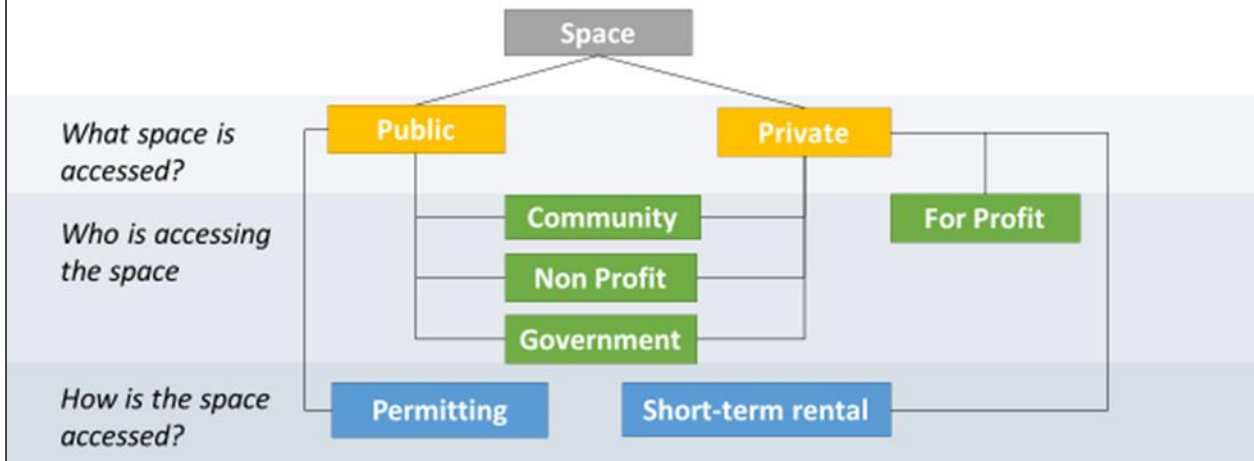 Space
What space is
accessed?
Public
Private
Who is accessing
the space
Community
For Profit
Non Profit
Government
How is the space
accessed?
Permitting
Short-term rental